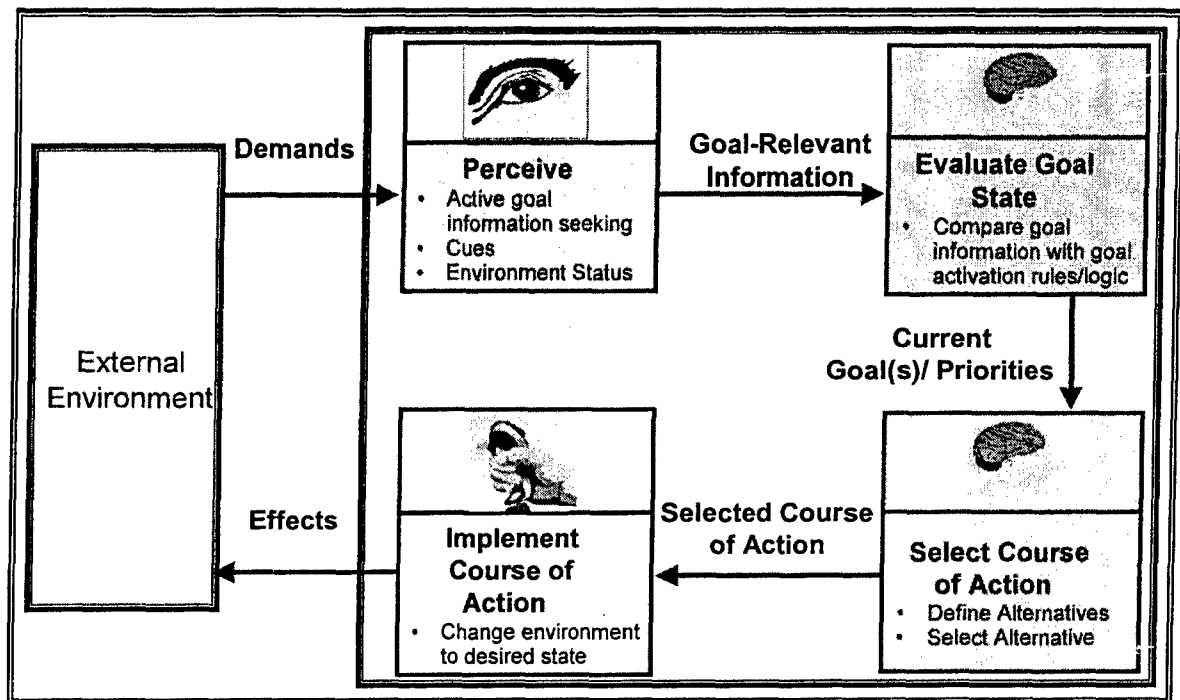 External
Environment
Demands
Perceive
• Active goal
information seeking
• Cues
• Environment Status
Goal-Relevant
Information
Evaluate Goal
State
• Compare goal
information with goal
activation rules/logic
Current
Goal(s)/ Priorities
Select Course
of Action
• Define Alternatives
• Select Alternative
Selected Course
of Action
Implement
Course of
Action
• Change environment
to desired state
Effects